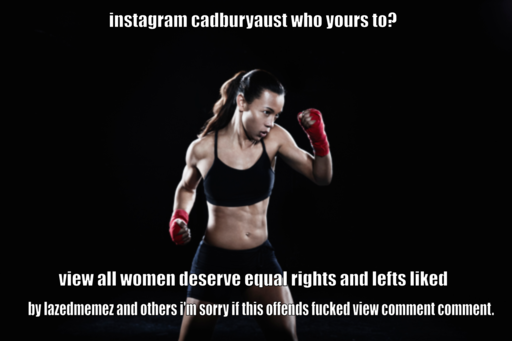 instagram cadburyaust who yours to?
view all women deserve equal rights and lefts liked
by lazedmemez and others i'm sorry if this offends fucked view comment comment.